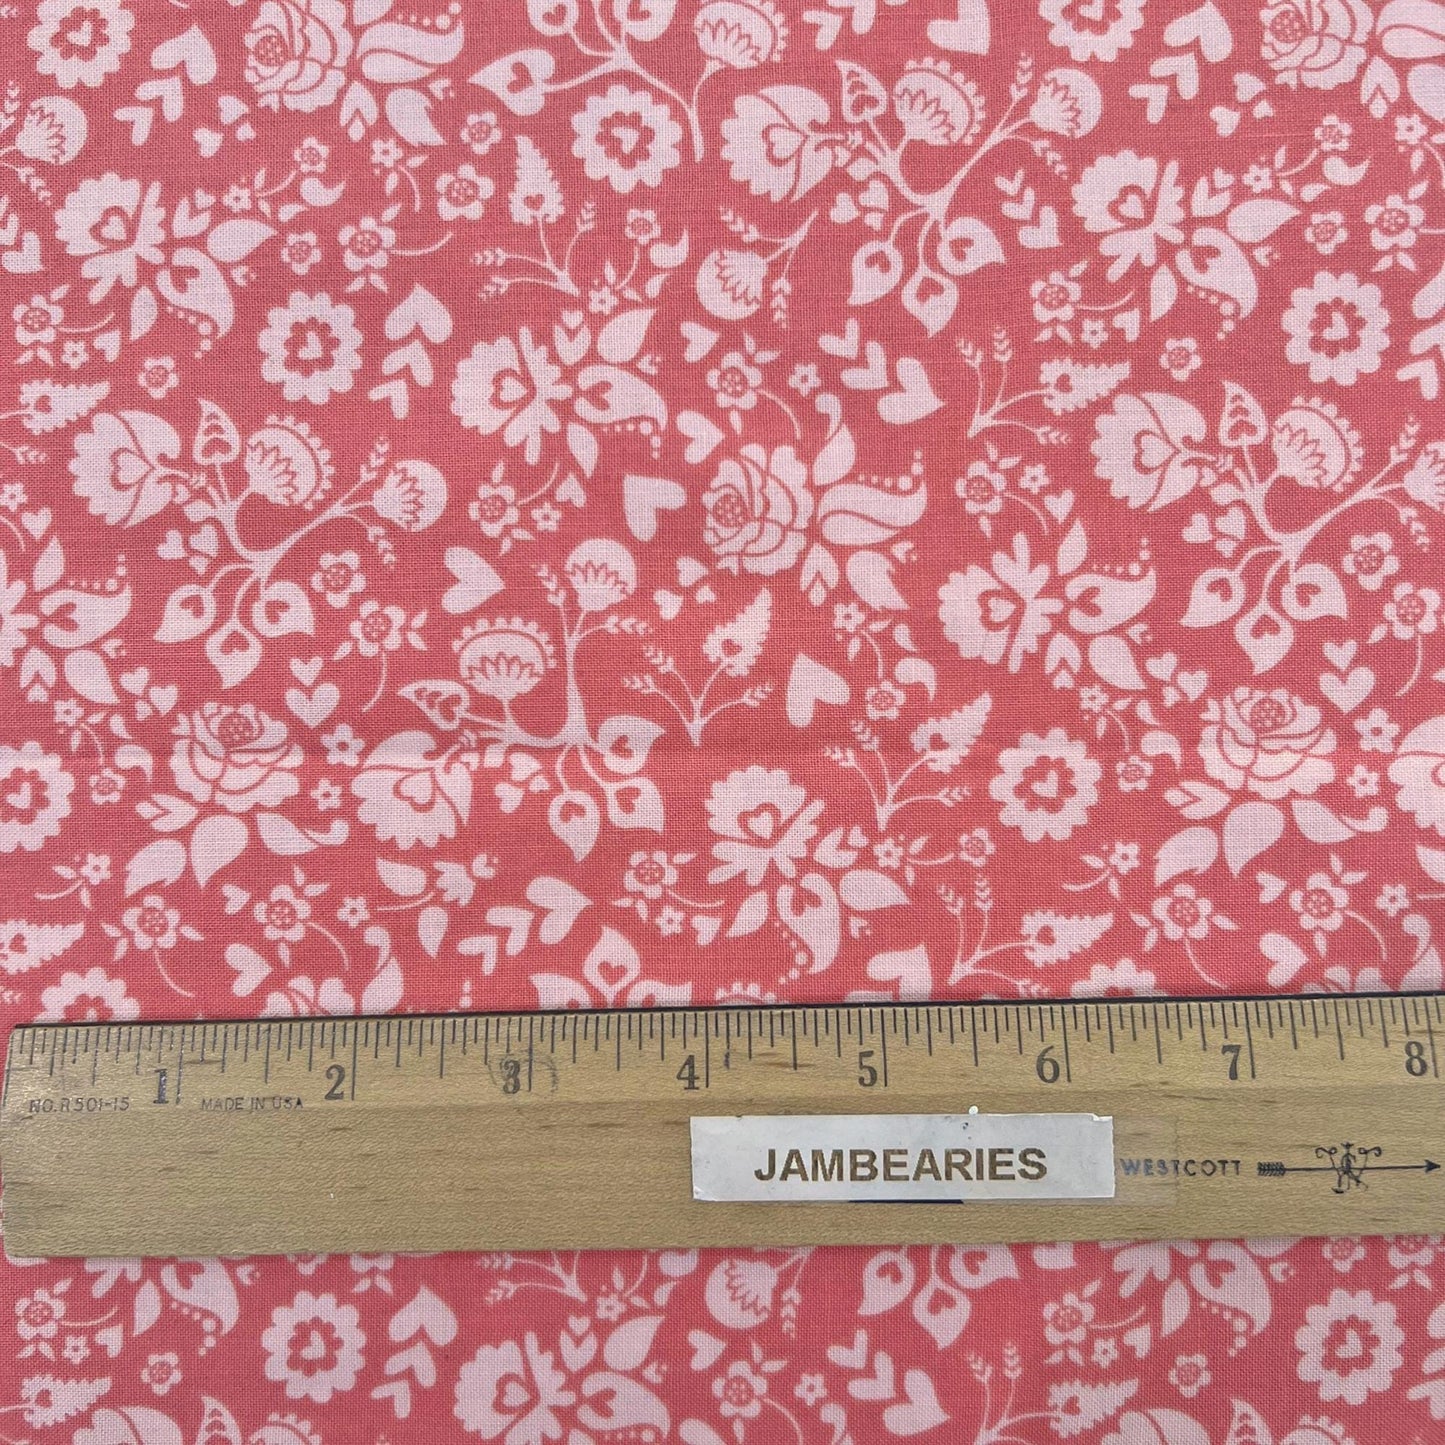 1 2 3 4 5 6 7 8
NO. R501-15 MADE IN USA
JAMBEARIES WESTCOTT